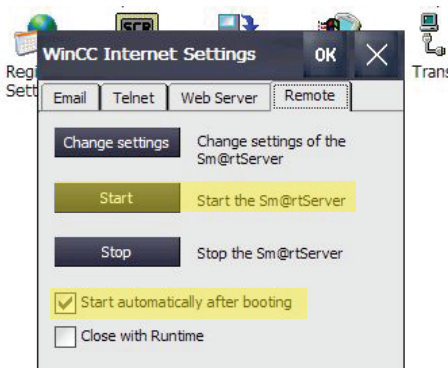 SCR
WinCC Internet Settings OK
Regi
Sett
Trans
Email Telnet Web Server Remote
Change settings Change settings of the
Sm@rtServer
Start Start the Sm@rtServer
Stop Stop the Sm@rtServer
Start automatically after booting
Close with Runtime